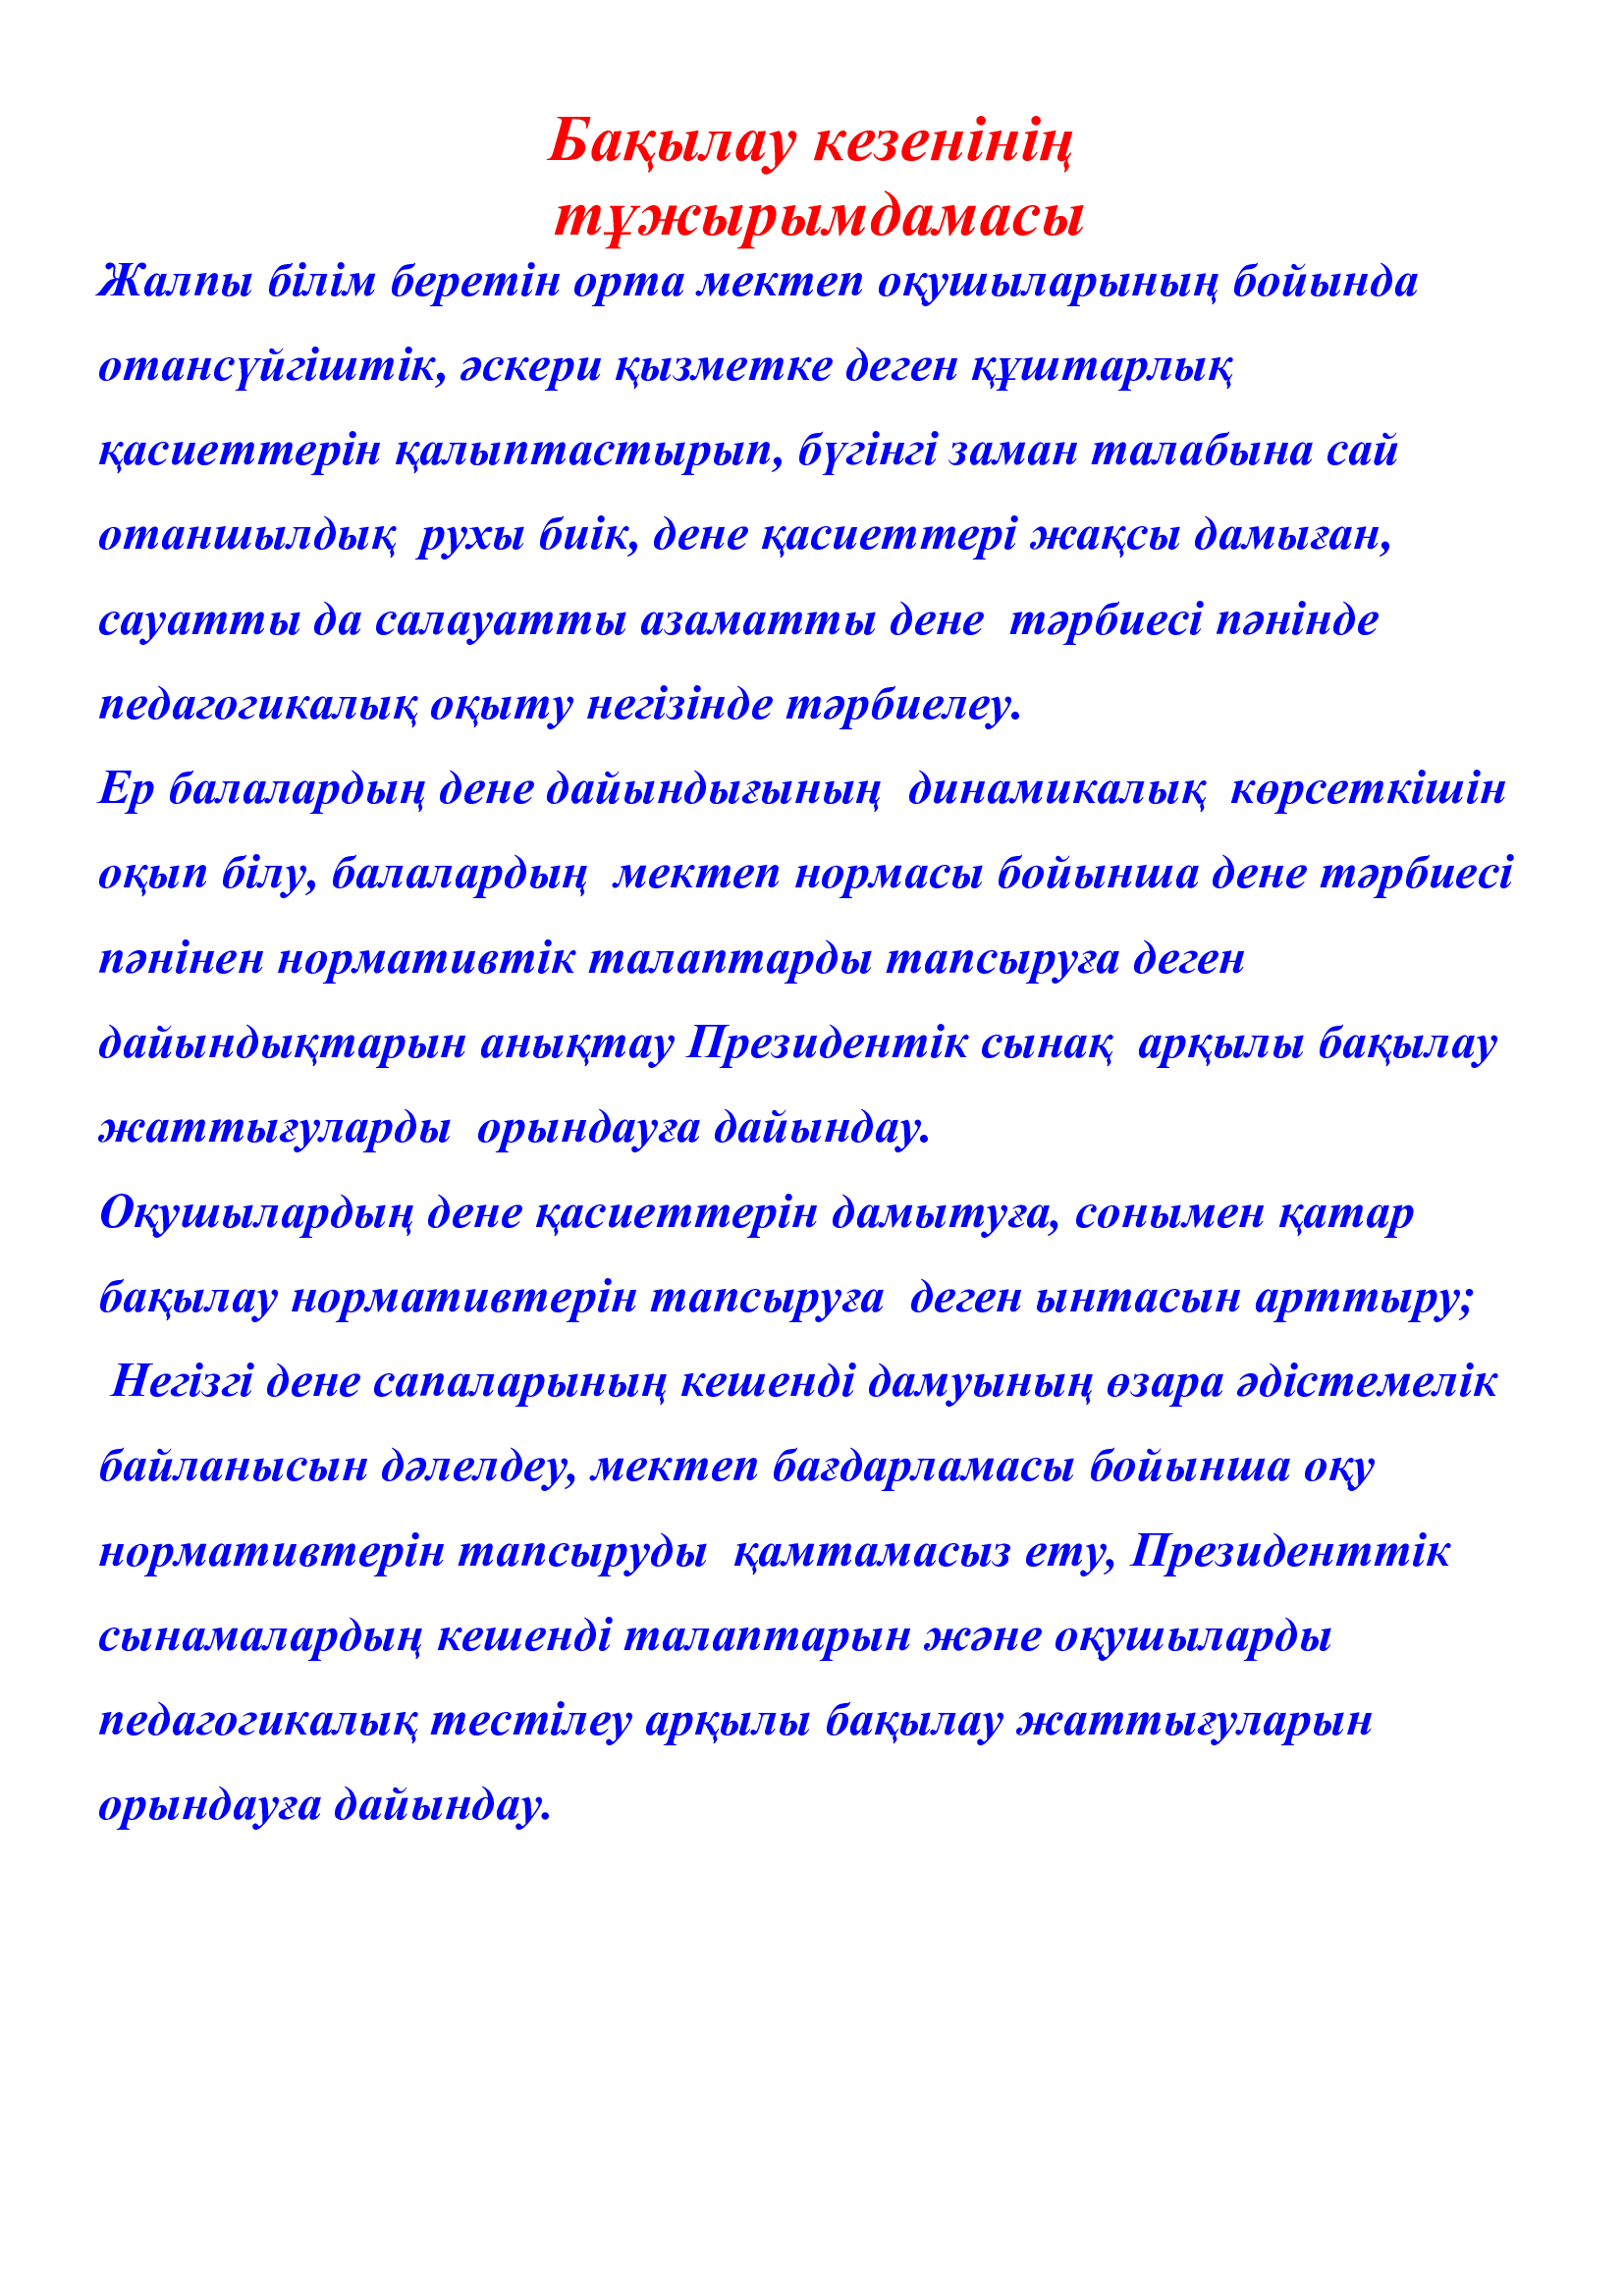 Бақылау кезенінің
тұжырымдамасы
Жалпы білім беретін орта мектеп оқушыларының бойында
отансүйгіштік, әскери қызметке деген құштарлық
қасиеттерін қалыптастырып, бүгінгі заман талабына сай
отаншылдық  рухы биік, дене қасиеттері жақсы дамыған,
сауатты да салауатты азаматты дене  тәрбиесі пәнінде
педагогикалық оқыту негізінде тәрбиелеу.
Ер балалардың дене дайындығының  динамикалық  көрсеткішін
оқып білу, балалардың  мектеп нормасы бойынша дене тәрбиесі
пәнінен нормативтік талаптарды тапсыруға деген
дайындықтарын анықтау Президентік сынақ  арқылы бақылау
жаттығуларды  орындауға дайындау.
Оқушылардың дене қасиеттерін дамытуға, сонымен қатар
бақылау нормативтерін тапсыруға  деген ынтасын арттыру;
Негізгі дене сапаларының кешенді дамуының өзара әдістемелік
байланысын дәлелдеу, мектеп бағдарламасы бойынша оқу
нормативтерін тапсыруды  қамтамасыз ету, Президенттік
сынамалардың кешенді талаптарын және оқушыларды
педагогикалық тестілеу арқылы бақылау жаттығуларын
орындауға дайындау.